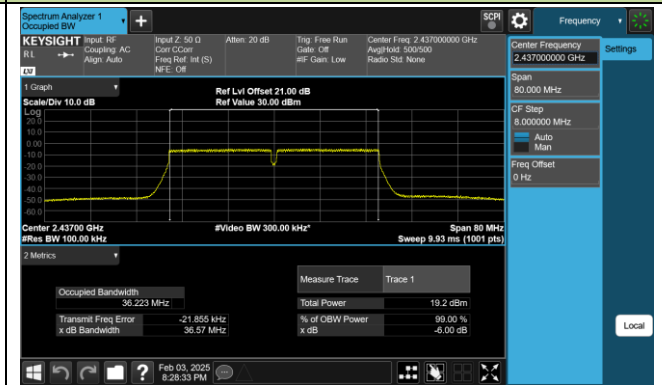 Spectrum Analyzer 1
Occupied BW
SCPI
Frequency
KEYSIGHT
RL
LXI
Input: RF
Coupling: AC
Align: Auto
Input Z: 50 Ω
Corr CCorr
Freq Ref: Int (S)
NFE: Off
Atten: 20 dB
Trig: Free Run
Gate: Off
#IF Gain: Low
Center Freq: 2.437000000 GHz
Avg|Hold: 500/500
Radio Std: None
Center Frequency
2.437000000 GHz
Settings
Span
80.000 MHz
CF Step
8.000000 MHz
Auto
Man
Freq Offset
0 Hz
Local
1 Graph
Scale/Div 10.0 dB
Ref Lvl Offset 21.00 dB
Ref Value 30.00 dBm
Log
20.0
10.0
0.00
-10.0
-20.0
-30.0
-40.0
-50.0
-60.0
Center 2.43700 GHz
#Video BW 300.00 kHz*
Span 80 MHz
#Res BW 100.00 kHz
Sweep 9.93 ms (1001 pts)
2 Metrics
Measure Trace Trace 1
Occupied Bandwidth
36.223 MHz
Total Power 19.2 dBm
Transmit Freq Error -21.855 kHz
% of OBW Power 99.00 %
x dB Bandwidth 36.57 MHz
x dB -6.00 dB
?
Feb 03, 2025
8:28:33 PM